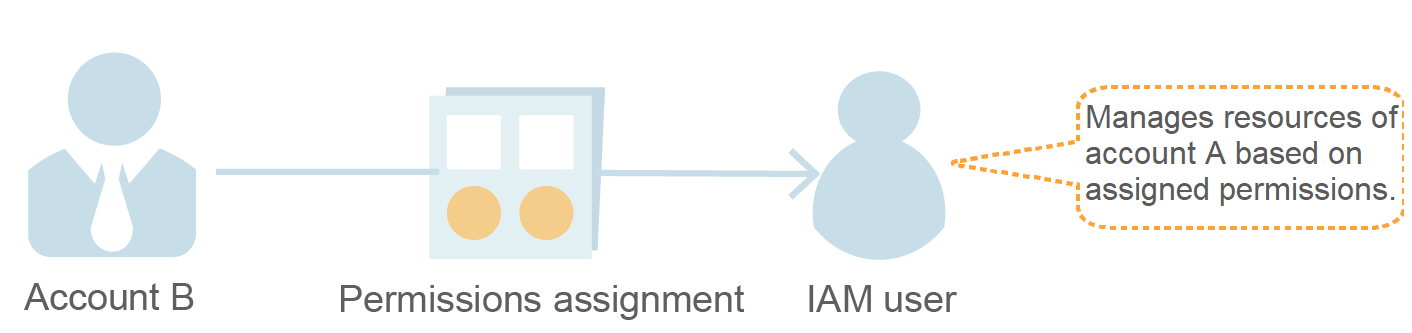 Manages resources of
account A based on
assigned permissions.
Account B
Permissions assignment
IAM user